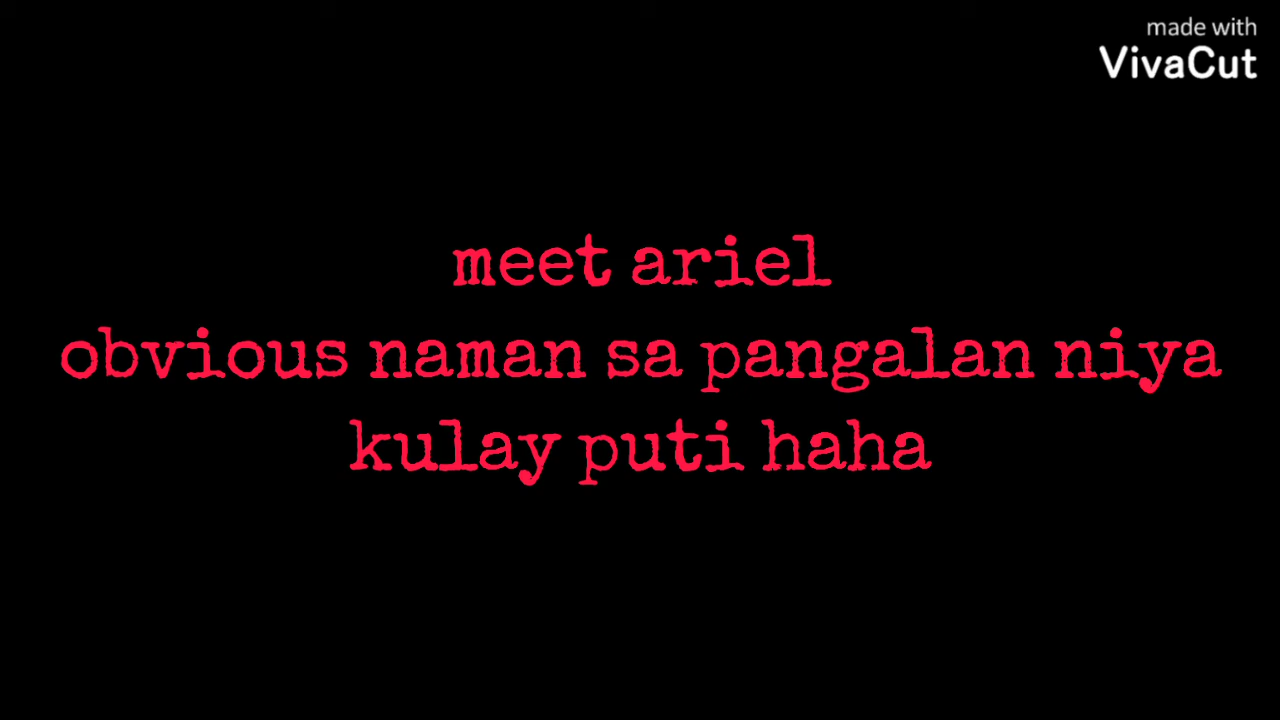 made with
VivaCut
meet ariel
obvious naman sa pangalan niya
kulay puti haha